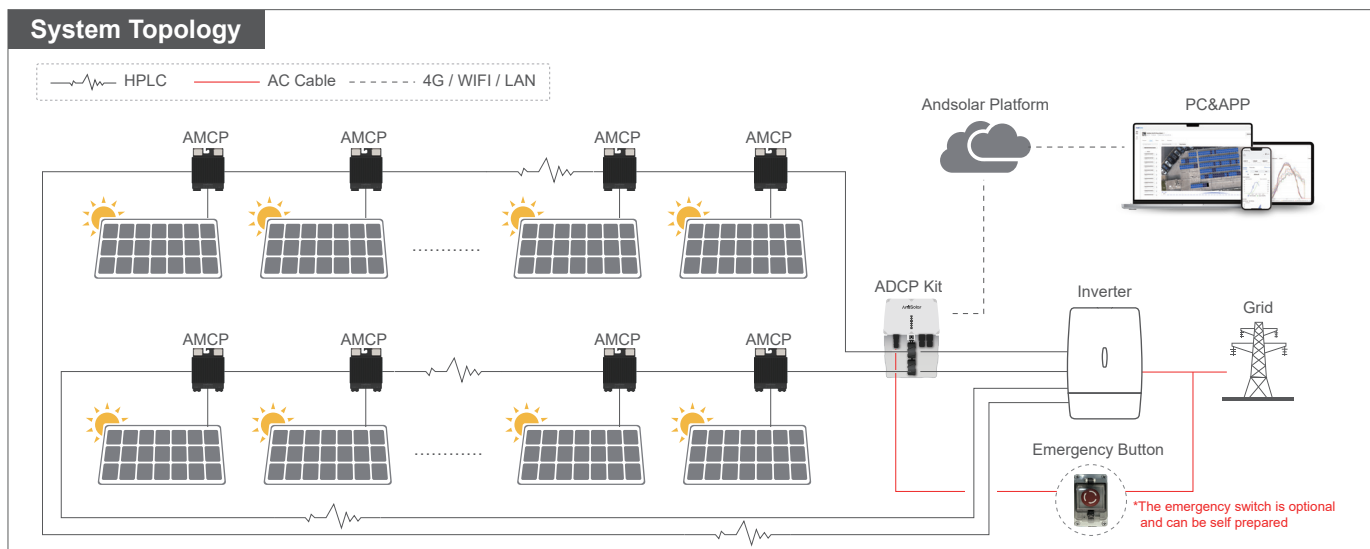 System Topology
HPLC
AC Cable
4G / WIFI / LAN
Andsolar Platform
PC&APP
AMCP
AMCP
AMCP
AMCP
ADCP Kit
AndSolar
Inverter
Grid
AMCP
AMCP
AMCP
AMCP
Emergency Button
*The emergency switch is optional
and can be self prepared